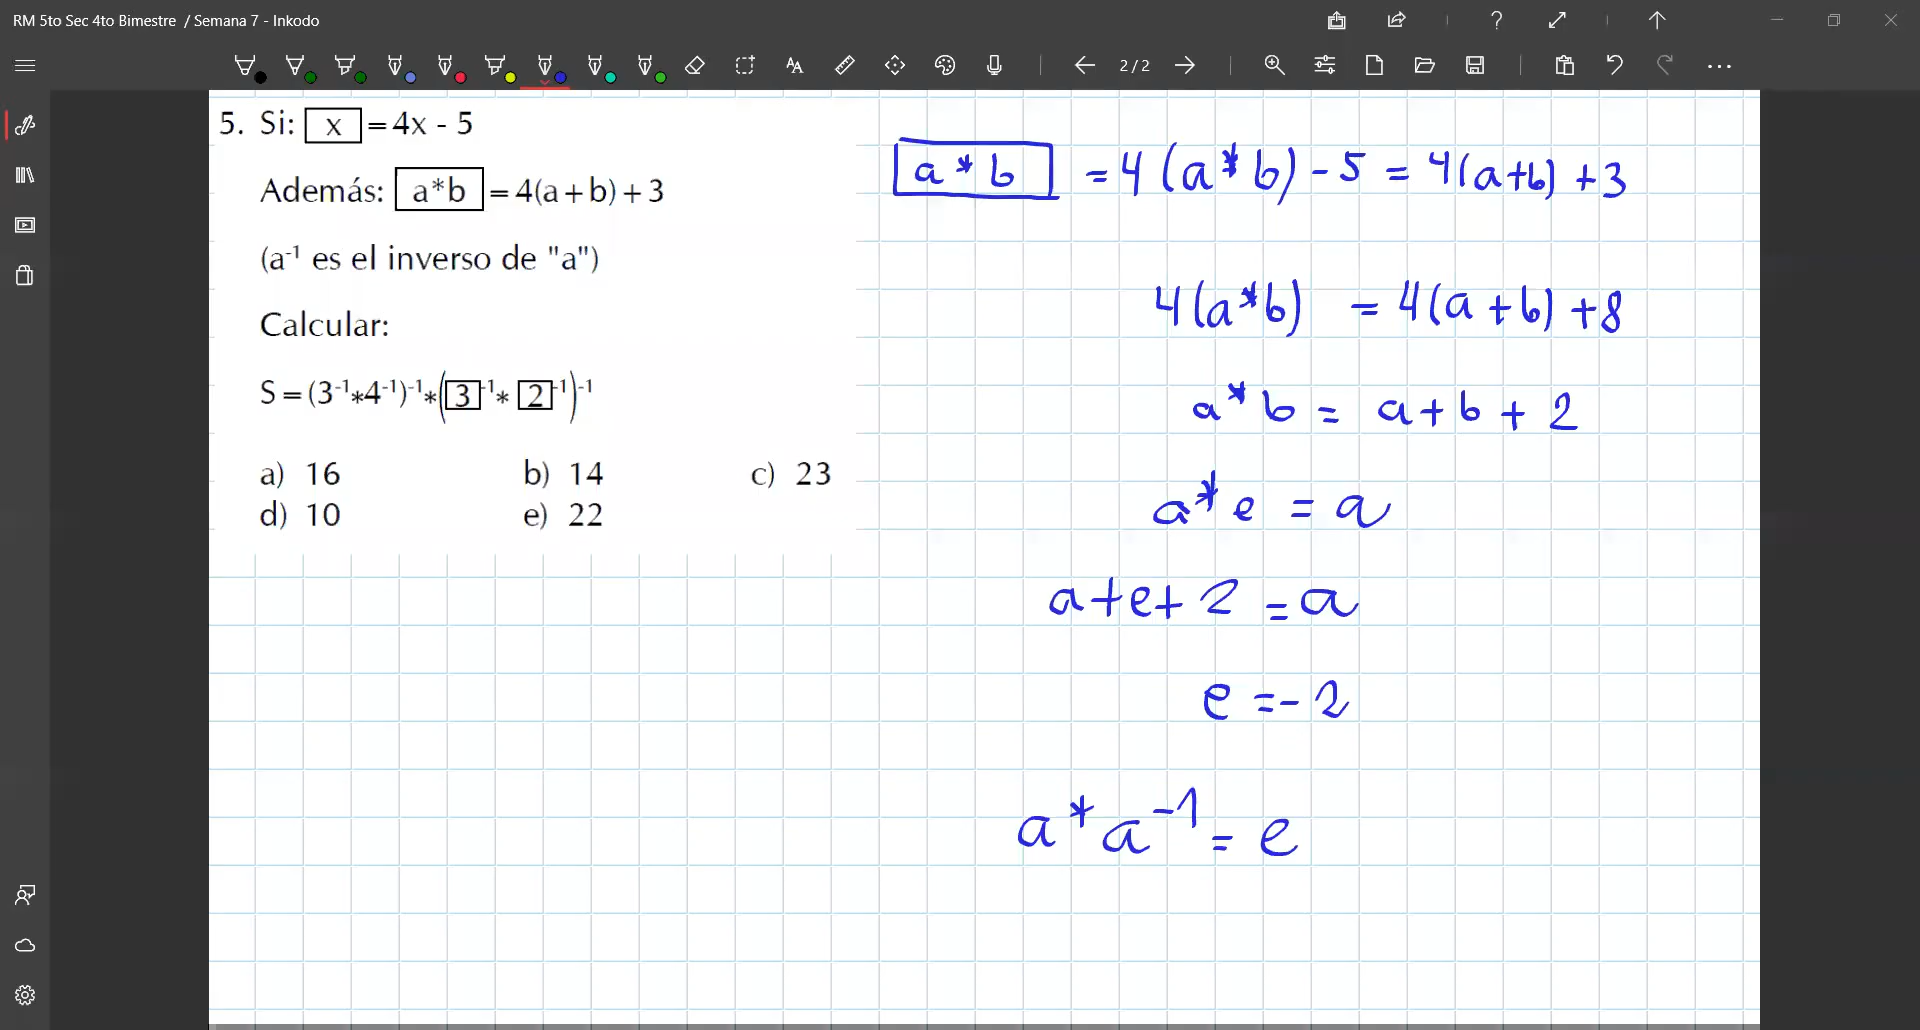 RM 5to Sec 4to Bimestre / Semana 7 - Inkodo
2 / 2
5. Si: x = 4x - 5
Además: a*b = 4(a + b) + 3
(a⁻¹ es el inverso de "a")
Calcular:
S = (3⁻¹*4⁻¹)⁻¹*(3⁻¹* 2⁻¹)⁻¹
a) 16 b) 14 c) 23
d) 10 e) 22
a * b = 4(a * b) - 5 = 4(a+b) + 3
4(a*b) = 4(a + b) + 8
a * b = a + b + 2
a * e = a
a + e + 2 = a
e = - 2
a * a⁻¹ = e